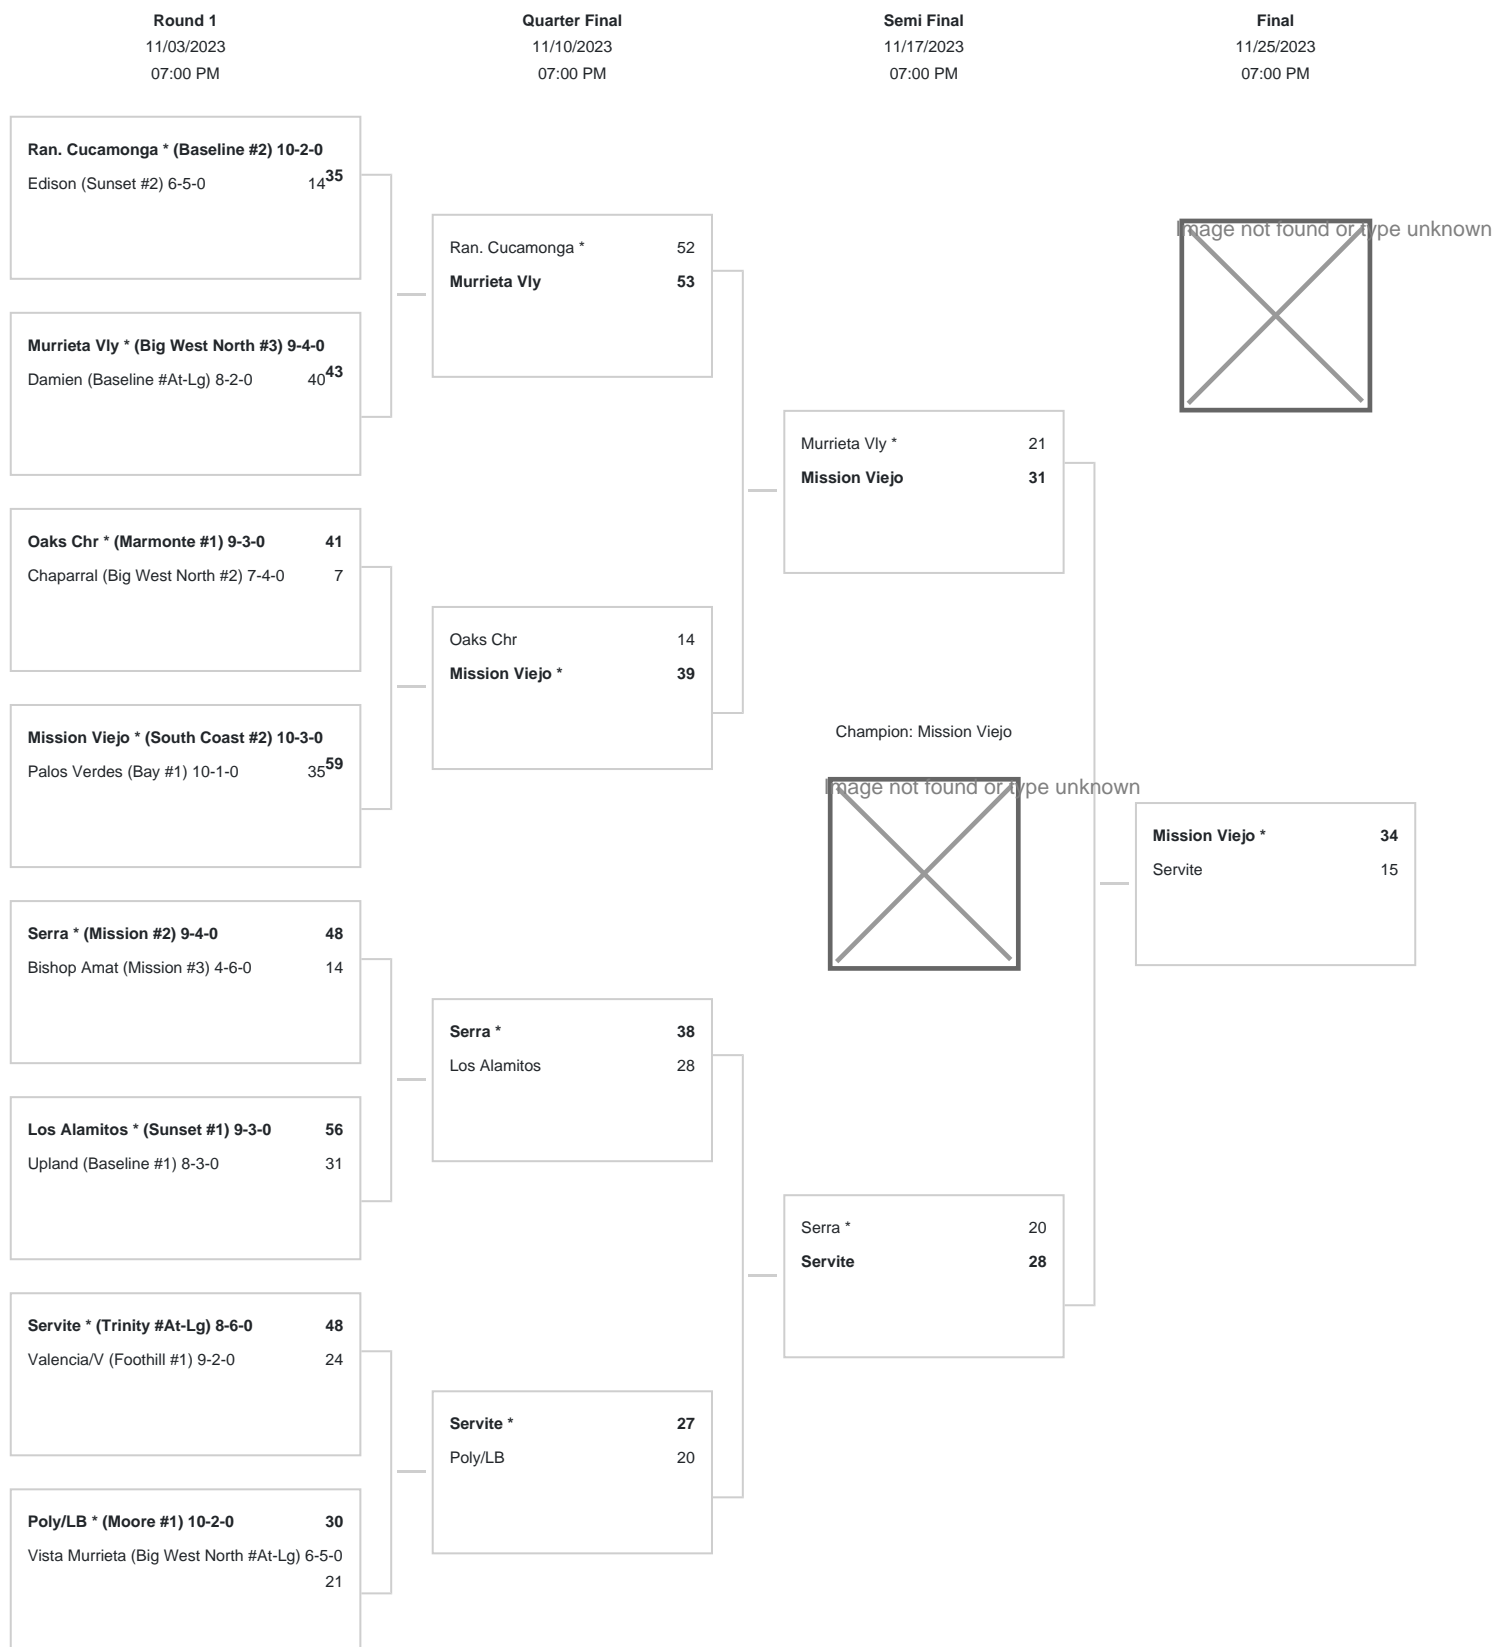 Round 1
11/03/2023
07:00 PM
Quarter Final
11/10/2023
07:00 PM
Semi Final
11/17/2023
07:00 PM
Final
11/25/2023
07:00 PM
Ran. Cucamonga * (Baseline #2) 10-2-0
35
Edison (Sunset #2) 6-5-0 14
Murrieta Vly * (Big West North #3) 9-4-0
43
Damien (Baseline #At-Lg) 8-2-0 40
Oaks Chr * (Marmonte #1) 9-3-0 41
Chaparral (Big West North #2) 7-4-0 7
Mission Viejo * (South Coast #2) 10-3-0
59
Palos Verdes (Bay #1) 10-1-0 35
Serra * (Mission #2) 9-4-0 48
Bishop Amat (Mission #3) 4-6-0 14
Los Alamitos * (Sunset #1) 9-3-0 56
Upland (Baseline #1) 8-3-0 31
Servite * (Trinity #At-Lg) 8-6-0 48
Valencia/V (Foothill #1) 9-2-0 24
Poly/LB * (Moore #1) 10-2-0 30
Vista Murrieta (Big West North #At-Lg) 6-5-0
21
Ran. Cucamonga * 52
Murrieta Vly 53
Oaks Chr 14
Mission Viejo * 39
Serra * 38
Los Alamitos 28
Servite * 27
Poly/LB 20
Murrieta Vly * 21
Mission Viejo 31
Champion: Mission Viejo
Image not found or type unknown
Serra * 20
Servite 28
Image not found or type unknown
Mission Viejo * 34
Servite 15